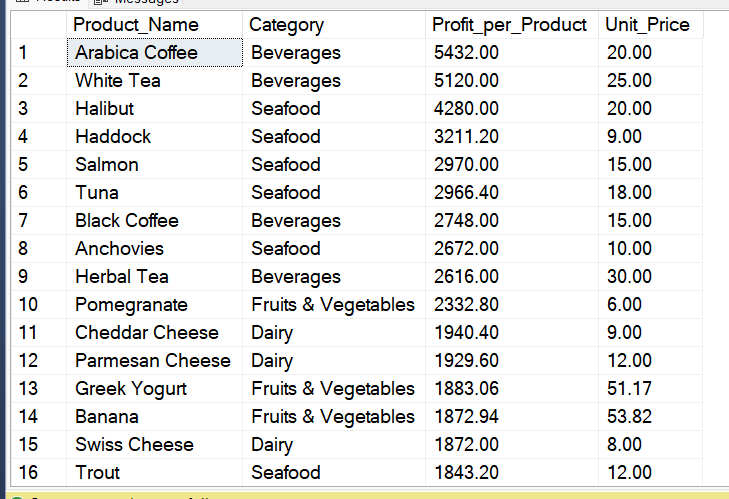 Messages
Product_Name Category Profit_per_Product Unit_Price
1 Arabica Coffee Beverages 5432.00 20.00
2 White Tea Beverages 5120.00 25.00
3 Halibut Seafood 4280.00 20.00
4 Haddock Seafood 3211.20 9.00
5 Salmon Seafood 2970.00 15.00
6 Tuna Seafood 2966.40 18.00
7 Black Coffee Beverages 2748.00 15.00
8 Anchovies Seafood 2672.00 10.00
9 Herbal Tea Beverages 2616.00 30.00
10 Pomegranate Fruits & Vegetables 2332.80 6.00
11 Cheddar Cheese Dairy 1940.40 9.00
12 Parmesan Cheese Dairy 1929.60 12.00
13 Greek Yogurt Fruits & Vegetables 1883.06 51.17
14 Banana Fruits & Vegetables 1872.94 53.82
15 Swiss Cheese Dairy 1872.00 8.00
16 Trout Seafood 1843.20 12.00